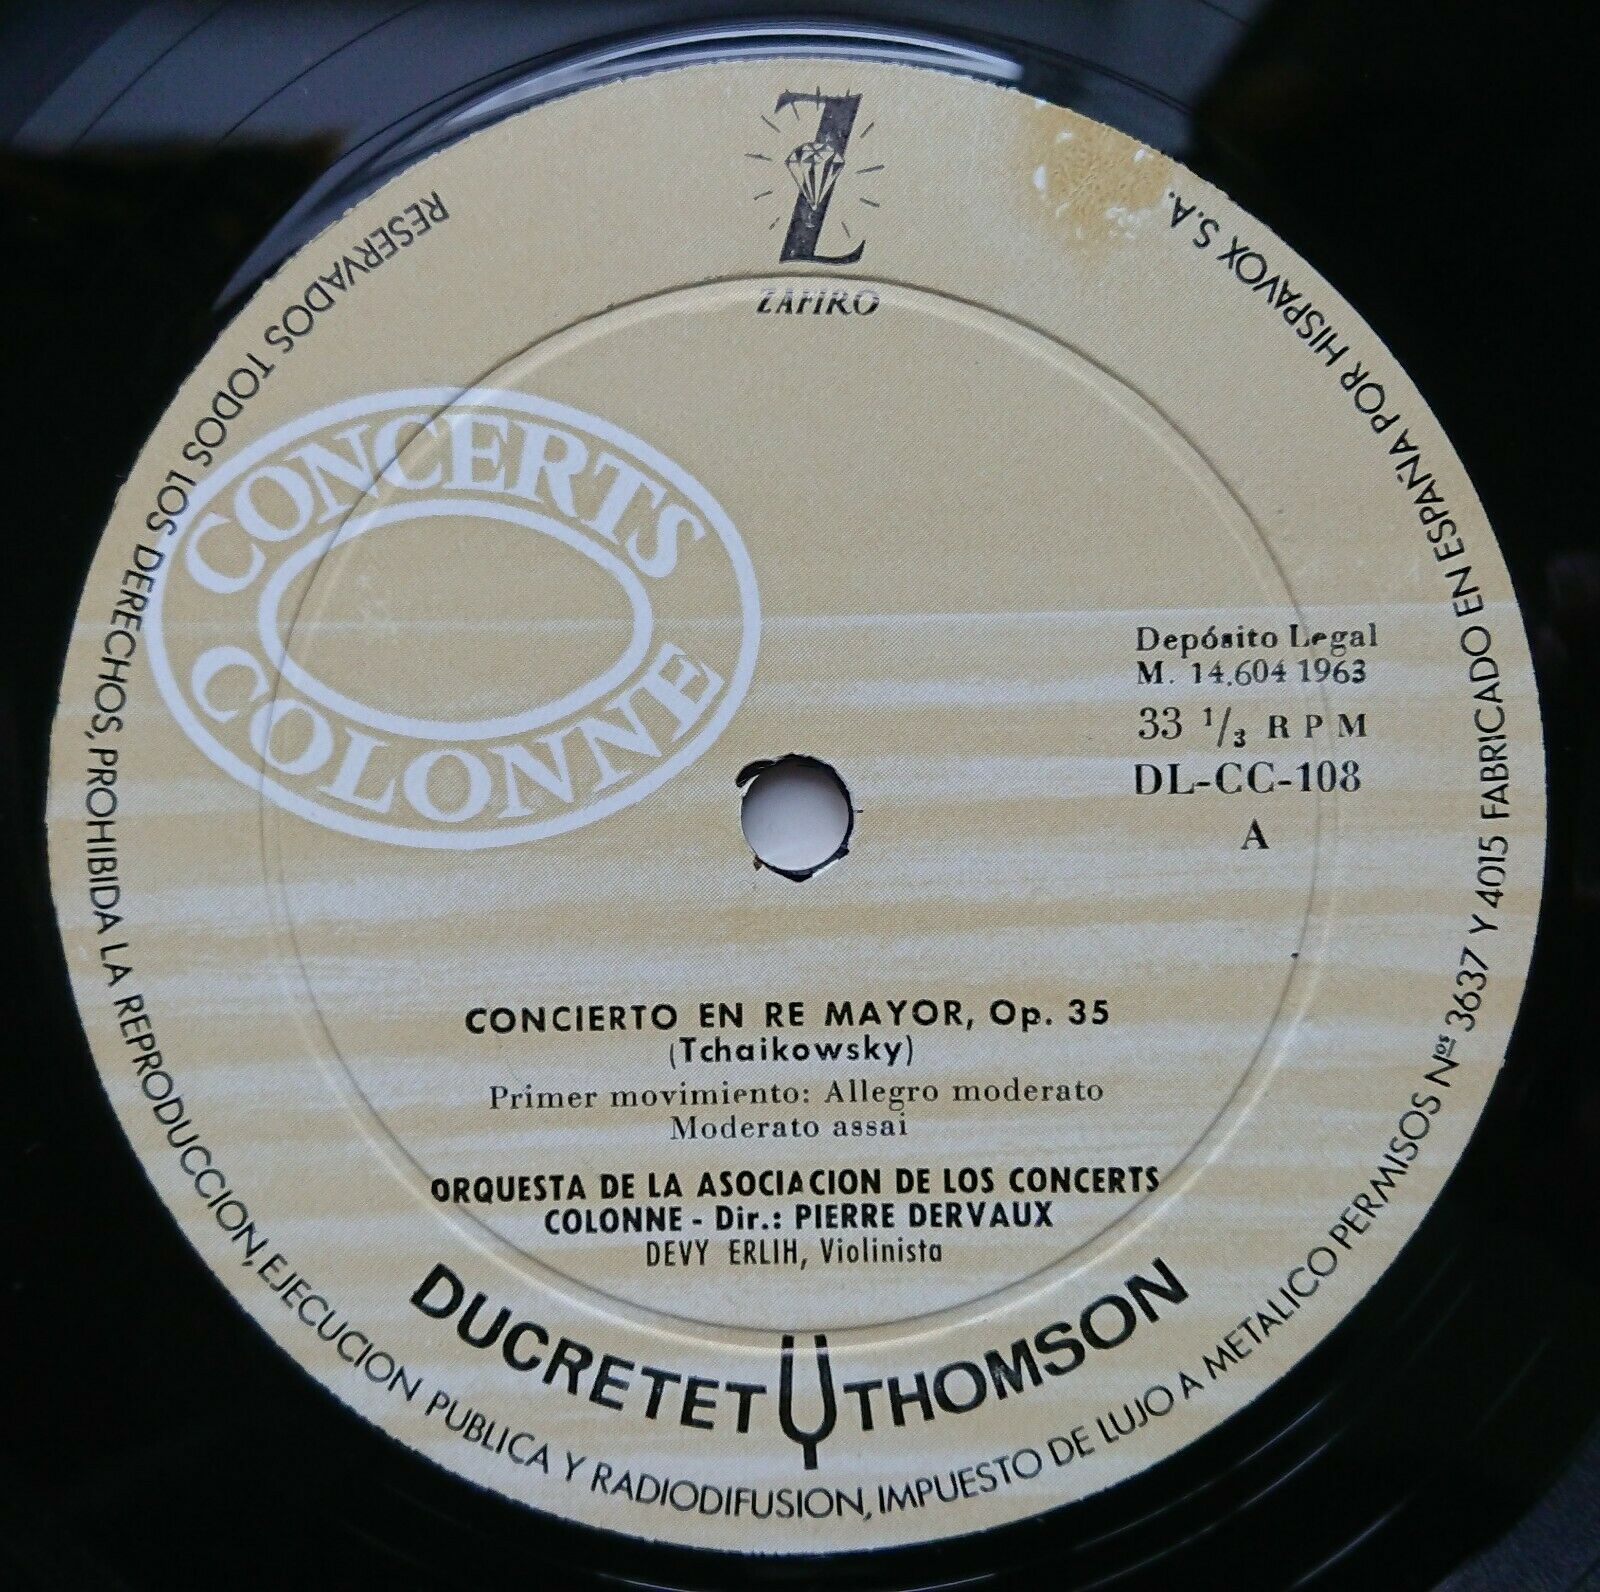 Z
ZAFIRO
CONCERTS
COLONNE
Depósito Legal
M. 14.604 1963
33 1/3 RPM
DL-CC-108
A
CONCIERTO EN RE MAYOR, Op. 35
(Tchaikowsky)
Primer movimiento: Allegro moderato
Moderato assai
ORQUESTA DE LA ASOCIACION DE LOS CONCERTS
COLONNE - Dir.: PIERRE DERVAUX
DEVY ERLIH, Violinista
DUCRETET THOMSON
RESERVADOS TODOS LOS DERECHOS, PROHIBIDA LA REPRODUCCION, EJECUCION PUBLICA Y RADIODIFUSION, IMPUESTO DE LUJO A METALICO PERMISOS Nos 3637 Y 4015 FABRICADO EN ESPAÑA POR HISPAVOX S.A.